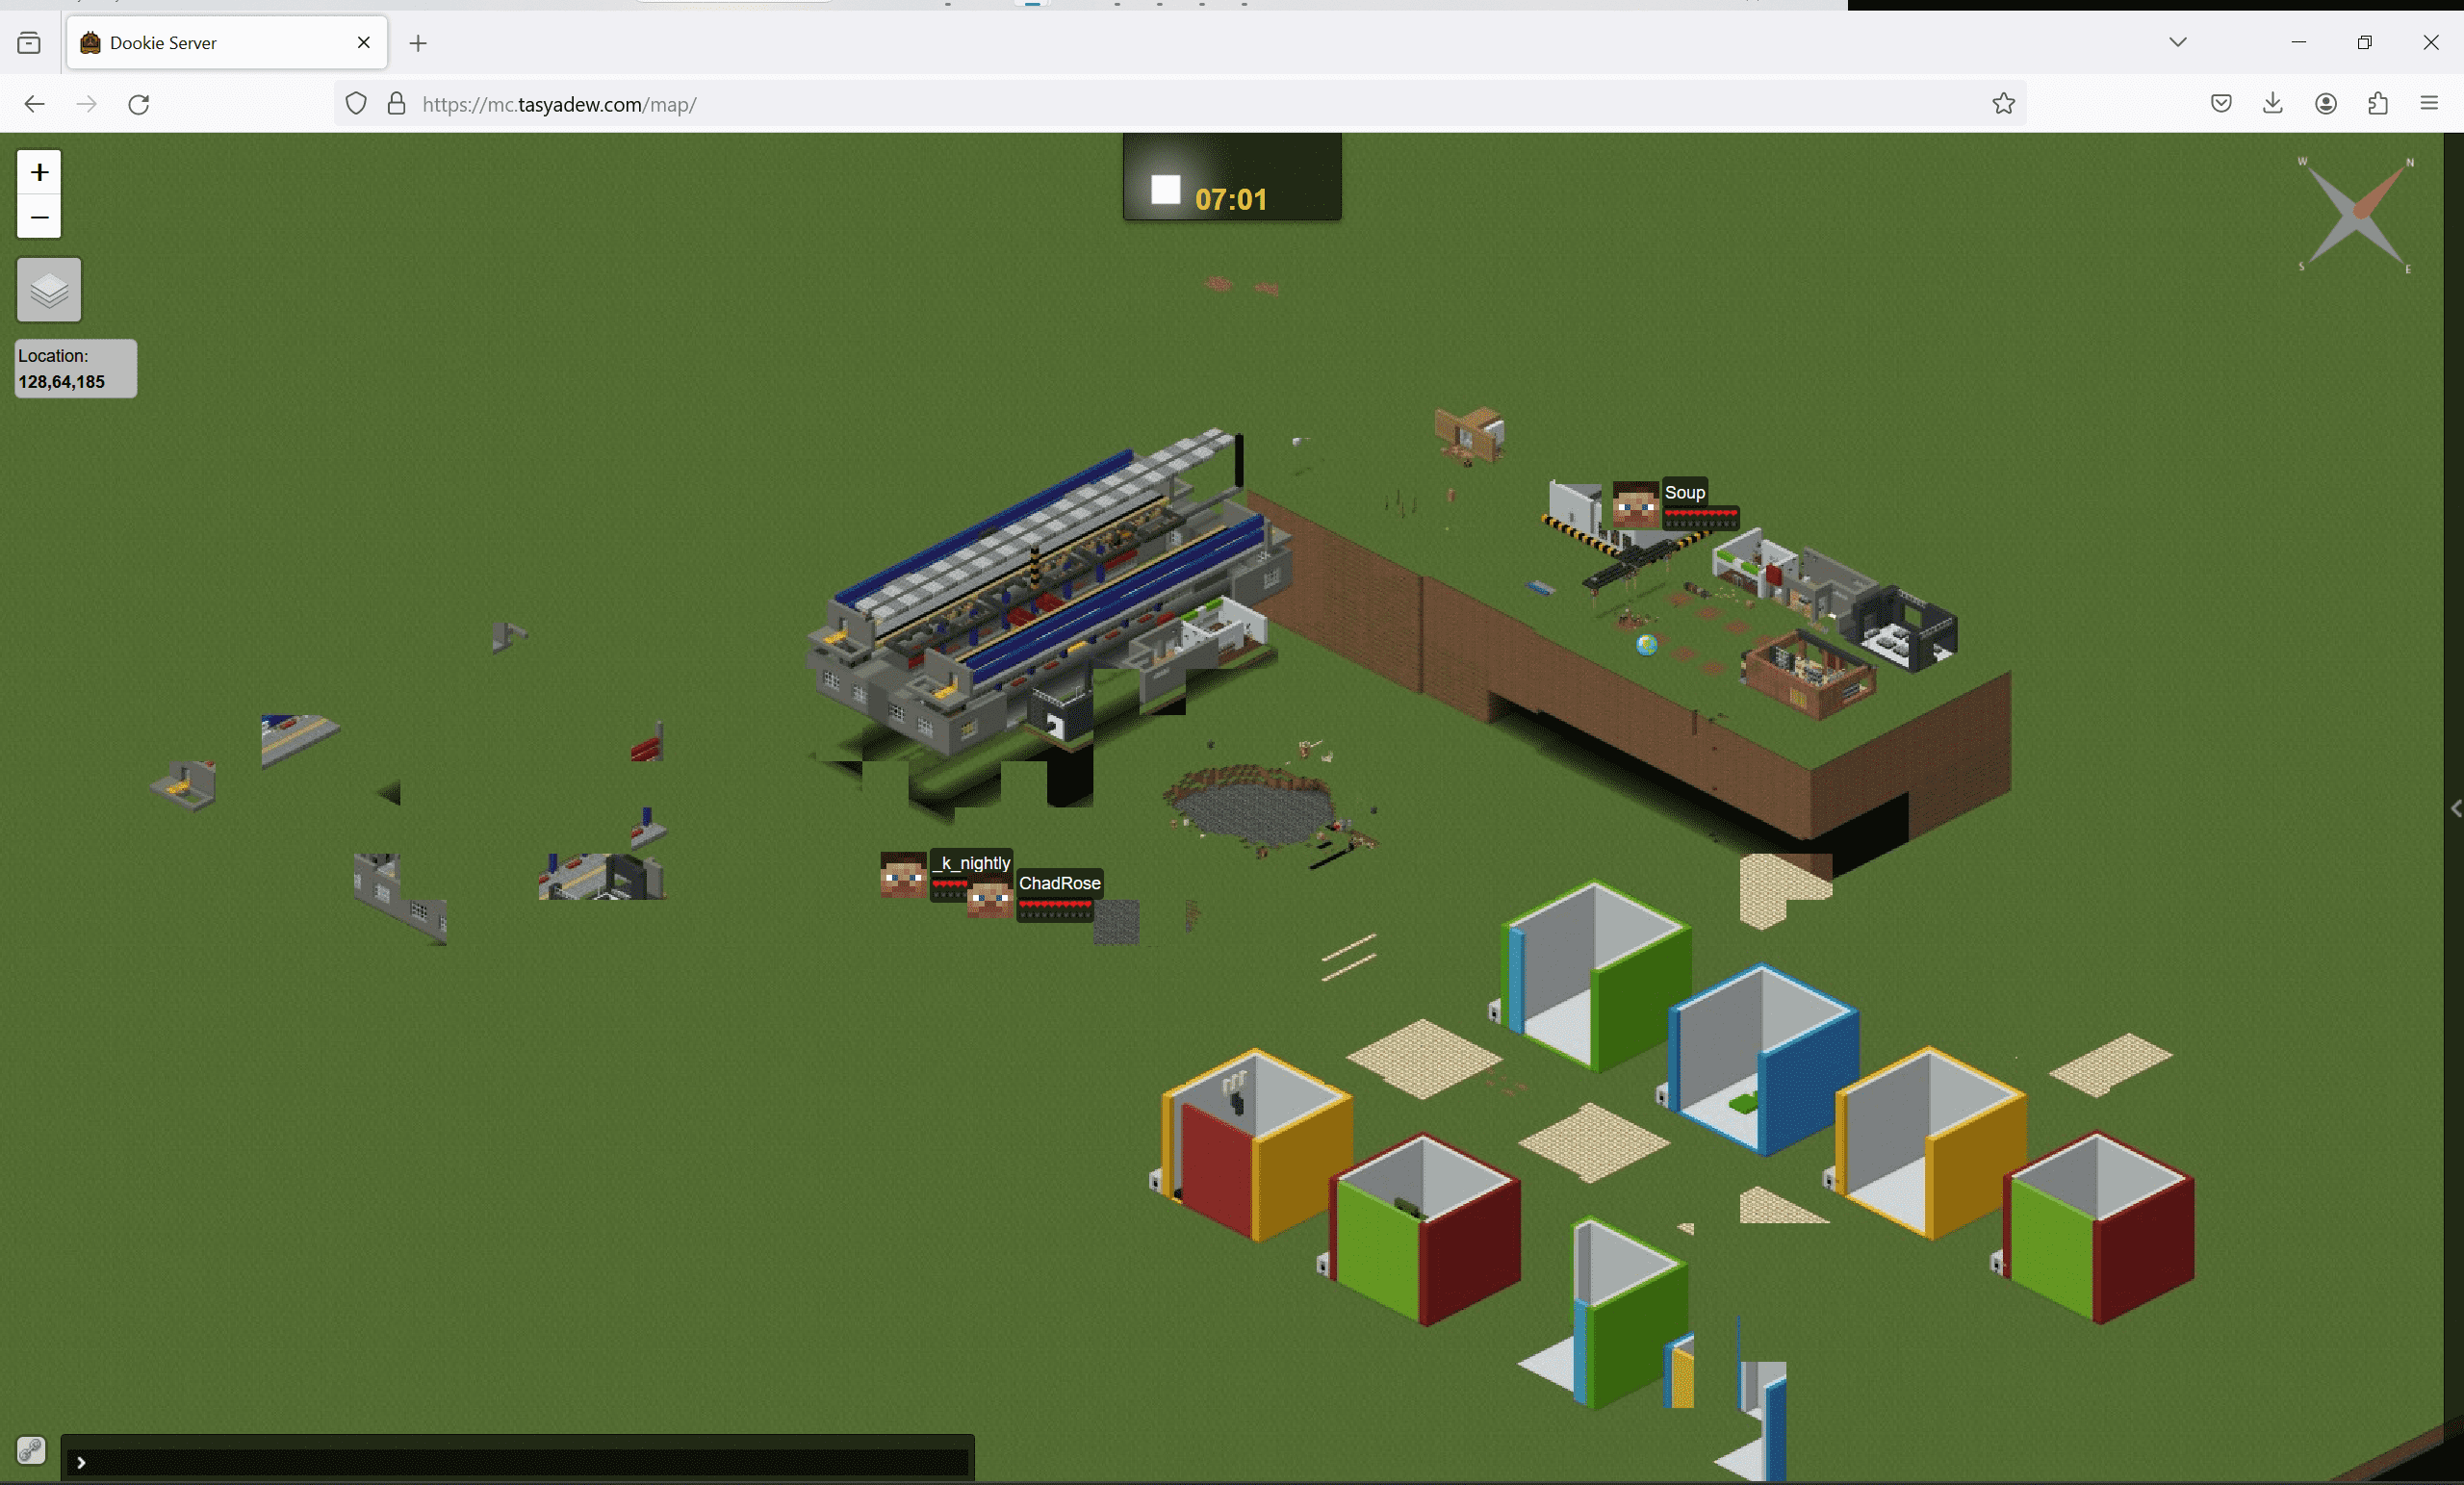 Dookie Server
https://mc.tasyadew.com/map/
+
−
07:01
W
N
S
E
Location:
128,64,185
Soup
_k_nightly
ChadRose